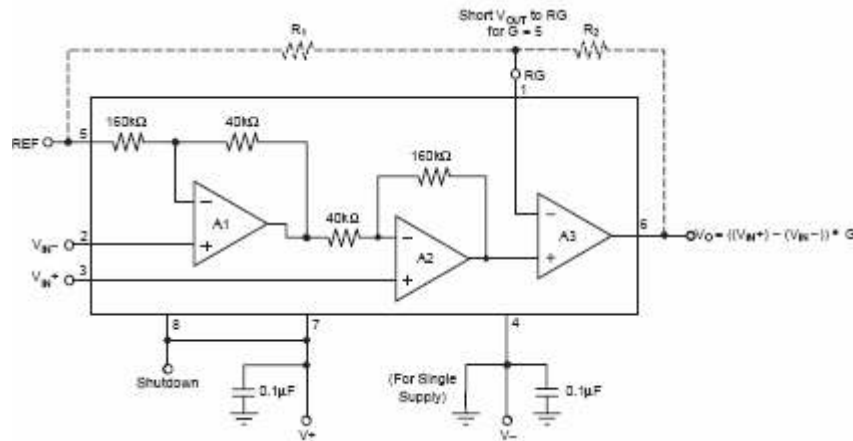 Short VOUT to RG
for G = 5
R1
R2
RG
1
160kΩ
40kΩ
5
REF
160kΩ
A1
40kΩ
A2
A3
6
VIN−
2
VIN+
3
VO = ((VIN+) − (VIN−)) * G
8
7
4
Shutdown
0.1µF
(For Single
Supply)
0.1µF
V+
V−